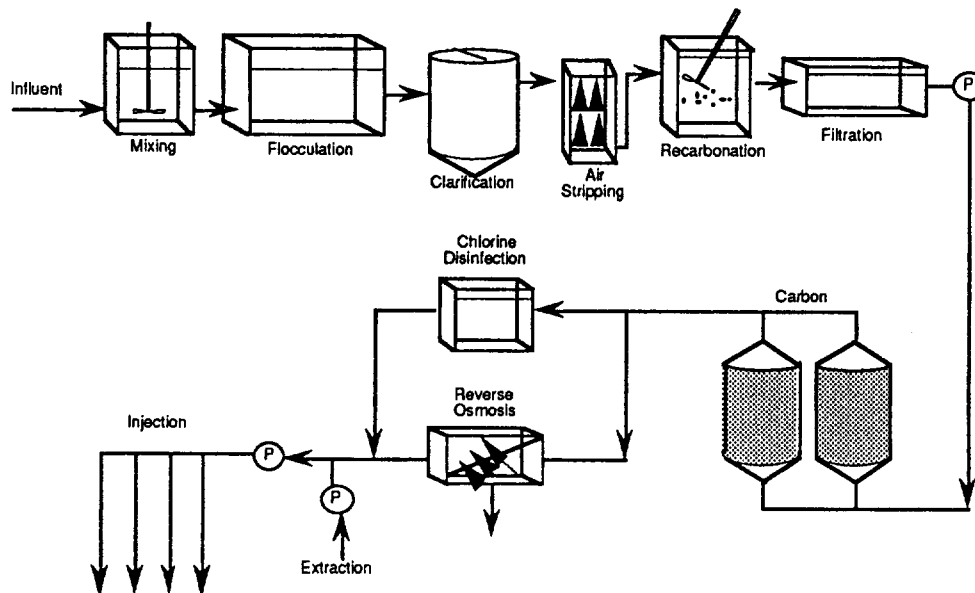 Influent
Mixing
Flocculation
Clarification
Air
Stripping
Recarbonation
Filtration
P
Chlorine
Disinfection
Carbon
Reverse
Osmosis
Injection
P
P
Extraction